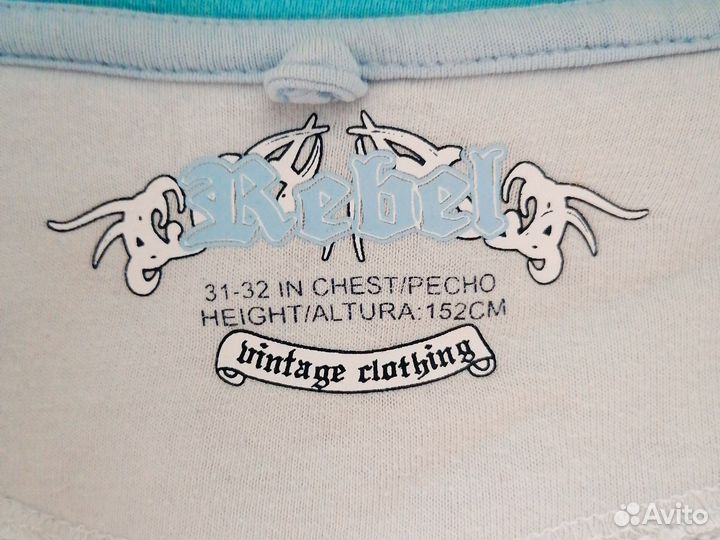 Rebel
31-32 IN CHEST/PECHO
HEIGHT/ALTURA:152CM
vintage clothing
Avito